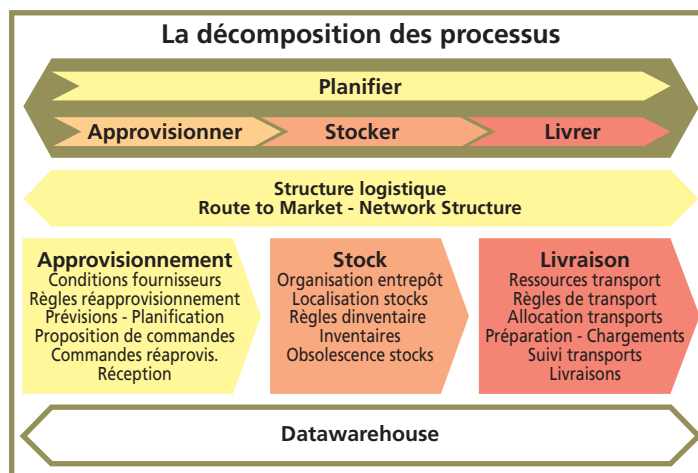 La décomposition des processus
Planifier
Approvisionner
Stocker
Livrer
Structure logistique
Route to Market - Network Structure
Approvisionnement
Conditions fournisseurs
Règles réapprovisionnement
Prévisions - Planification
Proposition de commandes
Commandes réaprovis.
Réception
Stock
Organisation entrepôt
Localisation stocks
Règles dinventaire
Inventaires
Obsolescence stocks
Livraison
Ressources transport
Règles de transport
Allocation transports
Préparation - Chargements
Suivi transports
Livraisons
Datawarehouse